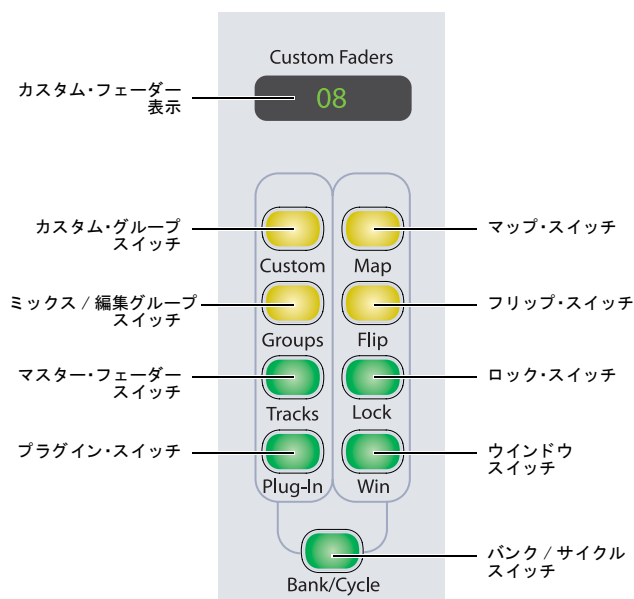 Custom Faders
カスタム・フェーダー
表示
08
カスタム・グループ
スイッチ
マップ・スイッチ
Custom
Map
ミックス / 編集グループ
スイッチ
フリップ・スイッチ
Groups
Flip
マスター・フェーダー
スイッチ
ロック・スイッチ
Tracks
Lock
プラグイン・スイッチ
ウインドウ
スイッチ
Plug-In
Win
バンク / サイクル
スイッチ
Bank/Cycle